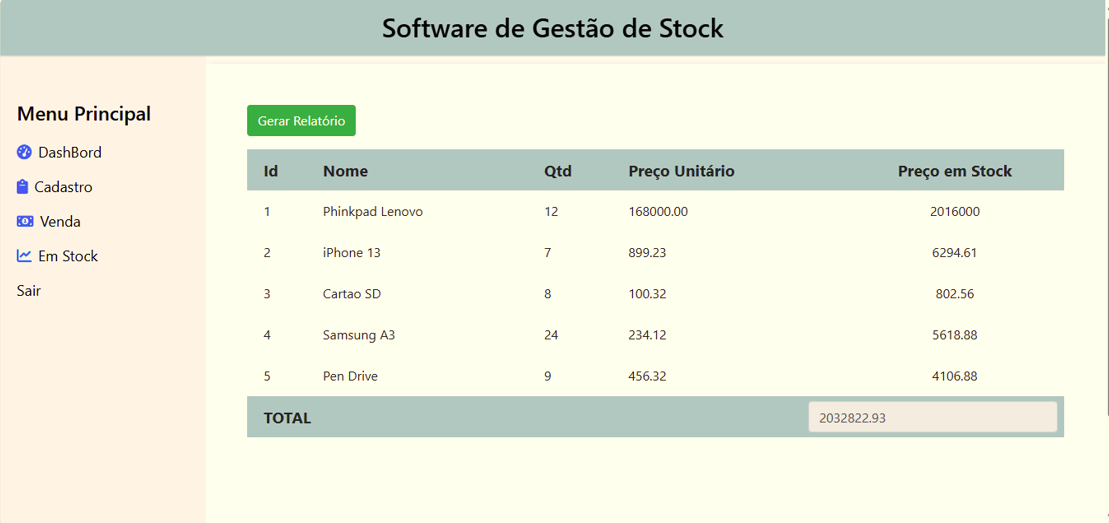 Software de Gestão de Stock
Menu Principal
DashBord
Cadastro
Venda
Em Stock
Sair
Gerar Relatório
Id Nome Qtd Preço Unitário Preço em Stock
1 Phinkpad Lenovo 12 168000.00 2016000
2 iPhone 13 7 899.23 6294.61
3 Cartao SD 8 100.32 802.56
4 Samsung A3 24 234.12 5618.88
5 Pen Drive 9 456.32 4106.88
TOTAL 2032822.93